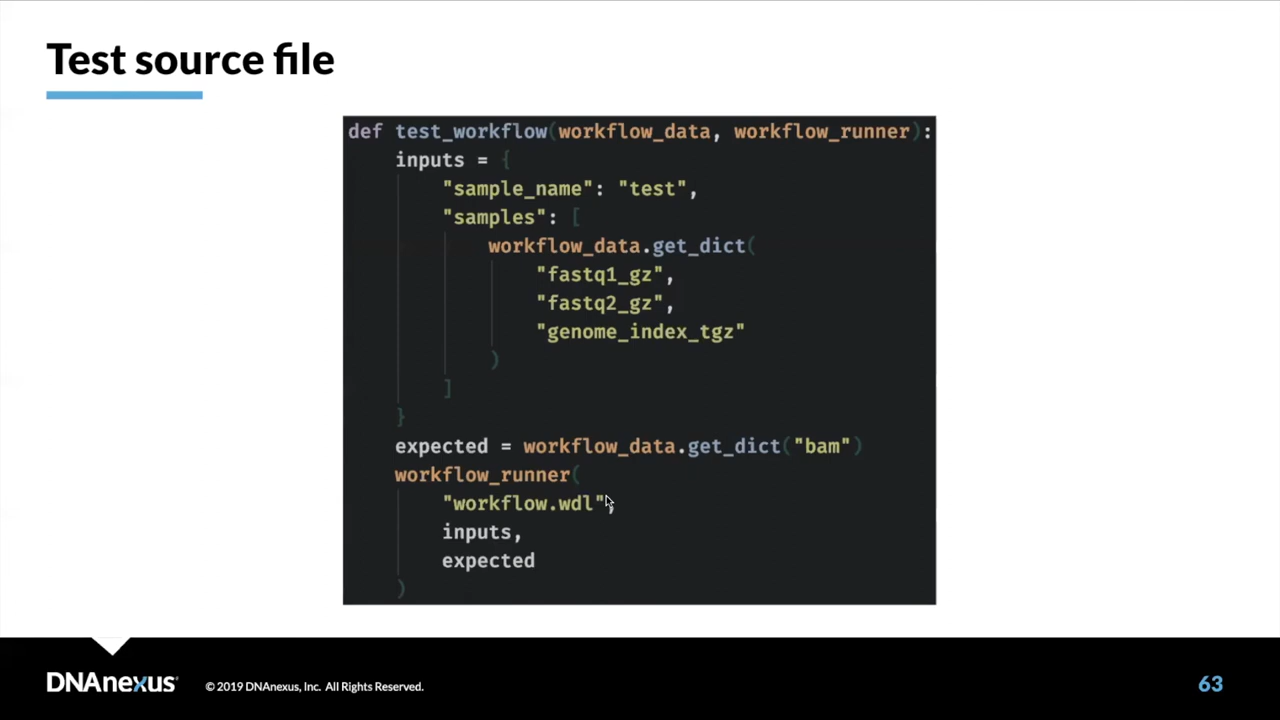 Test source file
def test_workflow(workflow_data, workflow_runner):
inputs = {
"sample_name": "test",
"samples": [
workflow_data.get_dict(
"fastq1_gz",
"fastq2_gz",
"genome_index_tgz"
)
]
}
expected = workflow_data.get_dict("bam")
workflow_runner(
"workflow.wdl",
inputs,
expected
)
DNAnexus
© 2019 DNAnexus, Inc. All Rights Reserved.
63